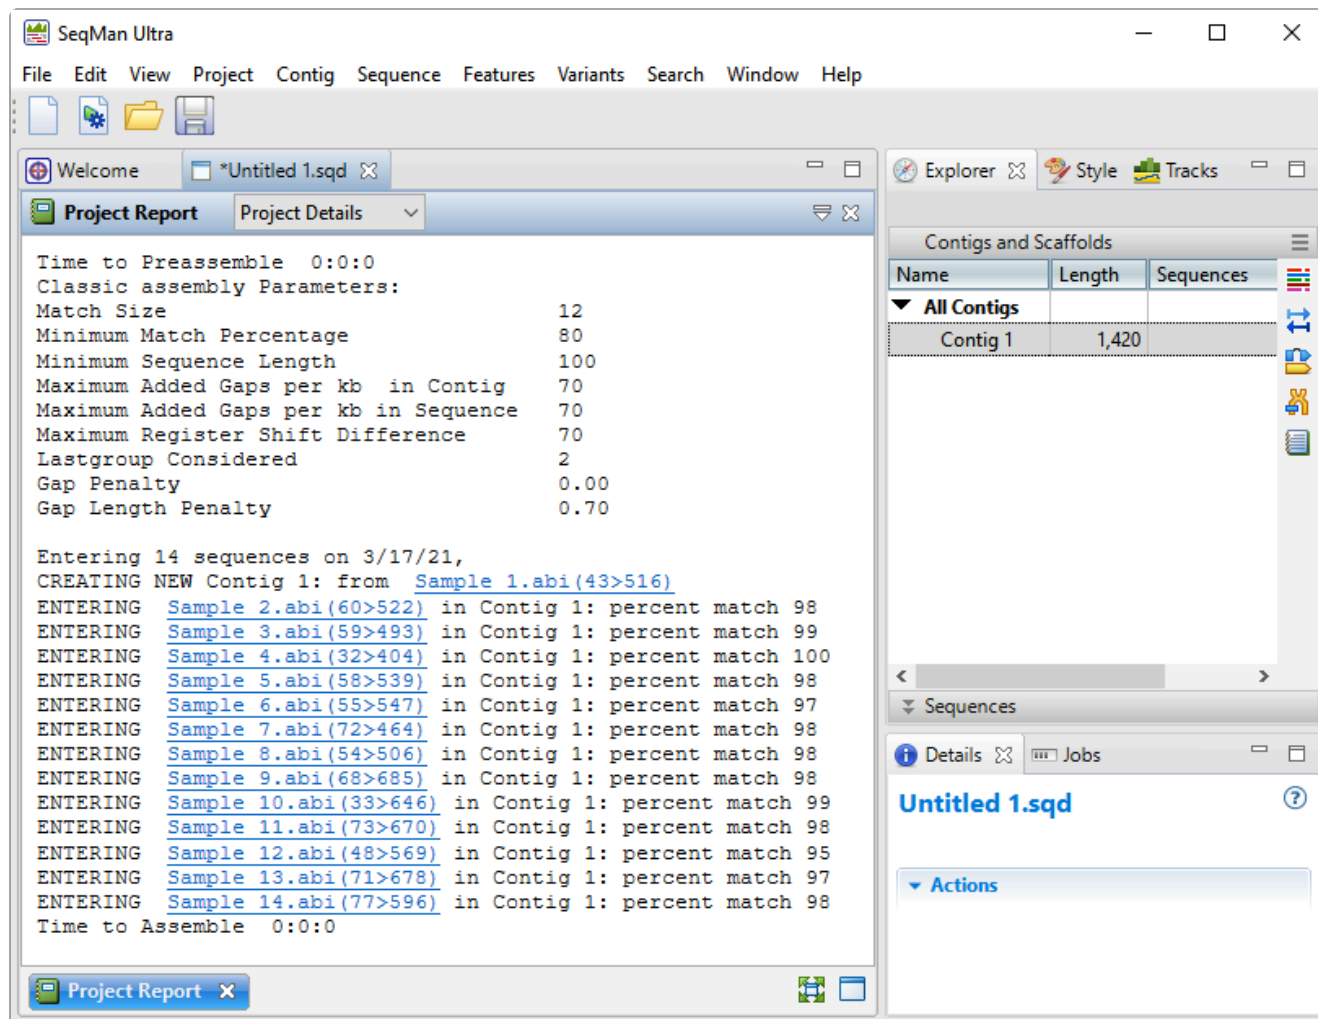 SeqMan Ultra
File Edit View Project Contig Sequence Features Variants Search Window Help
Welcome
*Untitled 1.sqd
Project Report
Project Details
Time to Preassemble 0:0:0
Classic assembly Parameters:
Match Size 12
Minimum Match Percentage 80
Minimum Sequence Length 100
Maximum Added Gaps per kb in Contig 70
Maximum Added Gaps per kb in Sequence 70
Maximum Register Shift Difference 70
Lastgroup Considered 2
Gap Penalty 0.00
Gap Length Penalty 0.70
Entering 14 sequences on 3/17/21,
CREATING NEW Contig 1: from Sample 1.abi(43>516)
ENTERING Sample 2.abi(60>522) in Contig 1: percent match 98
ENTERING Sample 3.abi(59>493) in Contig 1: percent match 99
ENTERING Sample 4.abi(32>404) in Contig 1: percent match 100
ENTERING Sample 5.abi(58>539) in Contig 1: percent match 98
ENTERING Sample 6.abi(55>547) in Contig 1: percent match 97
ENTERING Sample 7.abi(72>464) in Contig 1: percent match 98
ENTERING Sample 8.abi(54>506) in Contig 1: percent match 98
ENTERING Sample 9.abi(68>685) in Contig 1: percent match 98
ENTERING Sample 10.abi(33>646) in Contig 1: percent match 99
ENTERING Sample 11.abi(73>670) in Contig 1: percent match 98
ENTERING Sample 12.abi(48>569) in Contig 1: percent match 95
ENTERING Sample 13.abi(71>678) in Contig 1: percent match 97
ENTERING Sample 14.abi(77>596) in Contig 1: percent match 98
Time to Assemble 0:0:0
Project Report
Explorer
Style
Tracks
Contigs and Scaffolds
Name Length Sequences
All Contigs
Contig 1 1,420
Sequences
Details
Jobs
Untitled 1.sqd
Actions